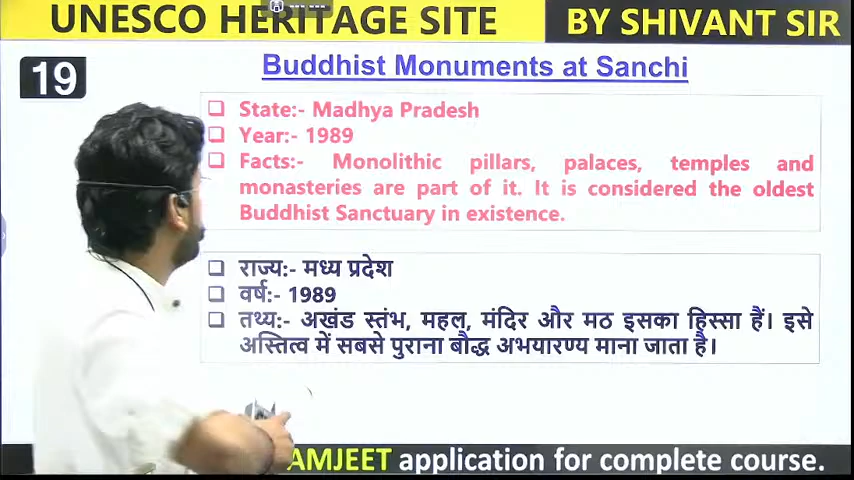 UNESCO HERITAGE SITE
BY SHIVANT SIR
19
Buddhist Monuments at Sanchi
❑ State:- Madhya Pradesh
❑ Year:- 1989
❑ Facts:- Monolithic pillars, palaces, temples and
monasteries are part of it. It is considered the oldest
Buddhist Sanctuary in existence.
❑ राज्य:- मध्य प्रदेश
❑ वर्ष:- 1989
❑ तथ्य:- अखंड स्तंभ, महल, मंदिर और मठ इसका हिस्सा हैं। इसे
अस्तित्व में सबसे पुराना बौद्ध अभयारण्य माना जाता है।
AMJEET application for complete course.